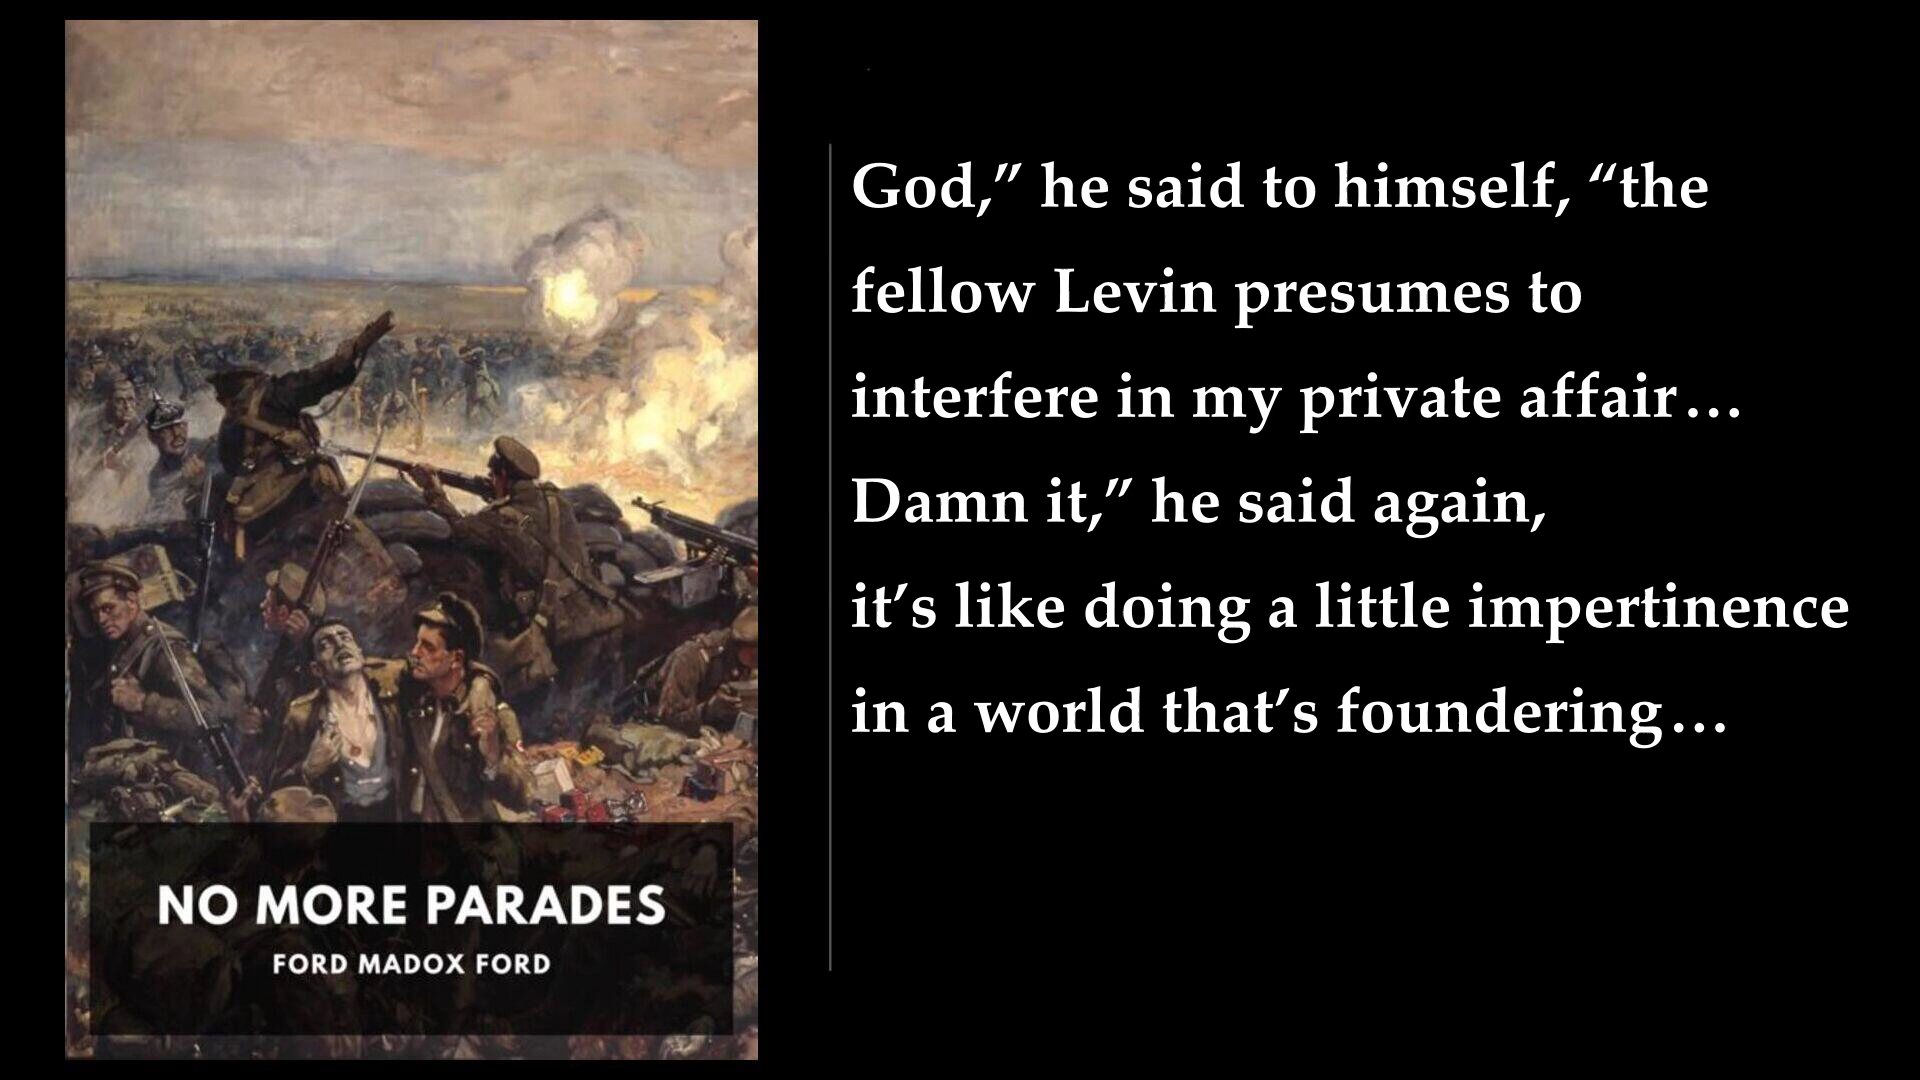 NO MORE PARADES
FORD MADOX FORD
God,” he said to himself, “the
fellow Levin presumes to
interfere in my private affair…
Damn it,” he said again,
it’s like doing a little impertinence
in a world that’s foundering…